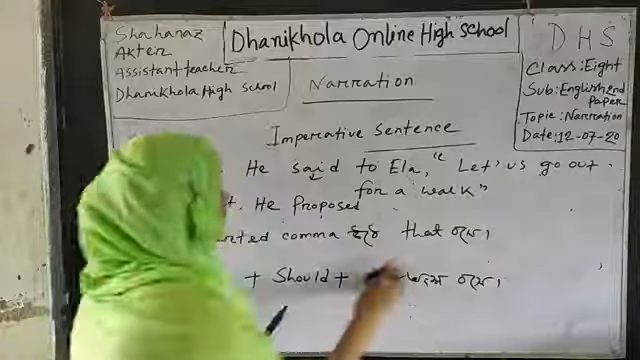 Shahanaz
Akter
Assistant teacher
Dhanikhola High School
Dhanikhola Online High School
DHS
Class: Eight
Sub: English 2nd
Paper
Topic: Narration
Date: 12-07-20
Narration
Imperative Sentence
He said to Ela, "Let's us go out
for a walk"
t. He Proposed
rted comma that
+ Should +